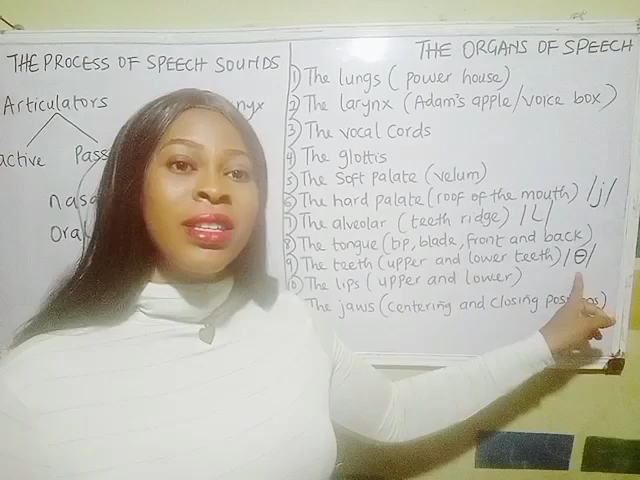 THE PROCESS OF SPEECH SOUNDS
Articulators
active
THE ORGANS OF SPEECH
① The lungs ( power house)
② The larynx (Adam's apple/voice box)
③ The vocal cords
④ The glottis
⑤ The soft palate (velum)
⑥ The hard palate (roof of the mouth) /j/
⑦ The alveolar (teeth ridge) /L/
⑧ The tongue (tip, blade, front and back)
⑨ The teeth (upper and lower teeth) /θ/
⑩ The lips (upper and lower)
The jaws (centering and closing